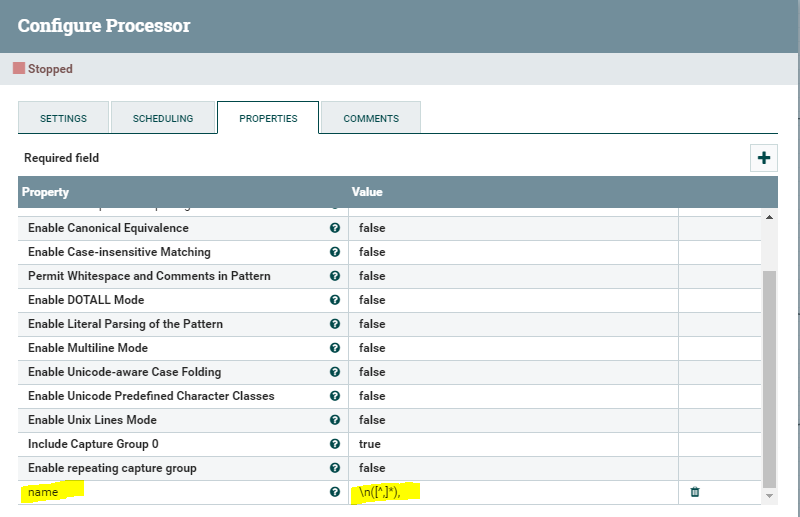 Configure Processor
Stopped
SETTINGS SCHEDULING PROPERTIES COMMENTS
Required field
Property Value
Enable Canonical Equivalence false
Enable Case-insensitive Matching false
Permit Whitespace and Comments in Pattern false
Enable DOTALL Mode false
Enable Literal Parsing of the Pattern false
Enable Multiline Mode false
Enable Unicode-aware Case Folding false
Enable Unicode Predefined Character Classes false
Enable Unix Lines Mode false
Include Capture Group 0 true
Enable repeating capture group false
name \n([^,]*),